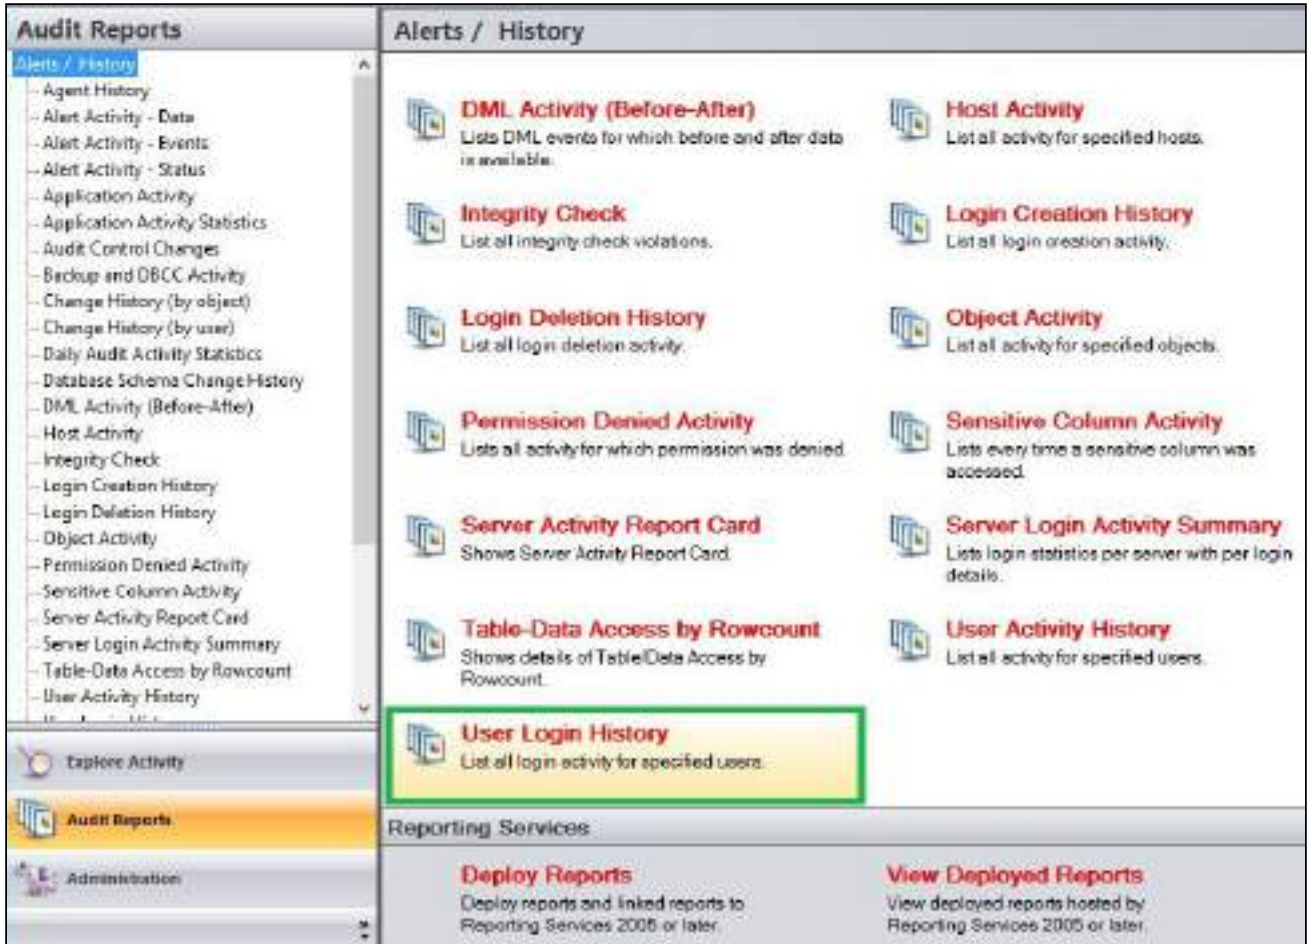 Audit Reports
Alerts / History
Agent History
Alert Activity - Data
Alert Activity - Events
Alert Activity - Status
Application Activity
Application Activity Statistics
Audit Control Changes
Backup and DBCC Activity
Change History (by object)
Change History (by user)
Daily Audit Activity Statistics
Database Schema Change History
DML Activity (Before-After)
Host Activity
Integrity Check
Login Creation History
Login Deletion History
Object Activity
Permission Denied Activity
Sensitive Column Activity
Server Activity Report Card
Server Login Activity Summary
Table-Data Access by Rowcount
User Activity History
Explore Activity
Audit Reports
Administration
Alerts / History
DML Activity (Before-After)
Lists DML events for which before and after data
is available.
Host Activity
List all activity for specified hosts.
Integrity Check
List all integrity check violations.
Login Creation History
List all login creation activity.
Login Deletion History
List all login deletion activity.
Object Activity
List all activity for specified objects.
Permission Denied Activity
Lists all activity for which permission was denied.
Sensitive Column Activity
Lists every time a sensitive column was
accessed.
Server Activity Report Card
Shows Server Activity Report Card.
Server Login Activity Summary
Lists login statistics per server with per login
details.
Table-Data Access by Rowcount
Shows details of Table/Data Access by
Rowcount.
User Activity History
List all activity for specified users.
User Login History
List all login activity for specified users.
Reporting Services
Deploy Reports
Deploy reports and linked reports to
Reporting Services 2005 or later.
View Deployed Reports
View deployed reports hosted by
Reporting Services 2005 or later.